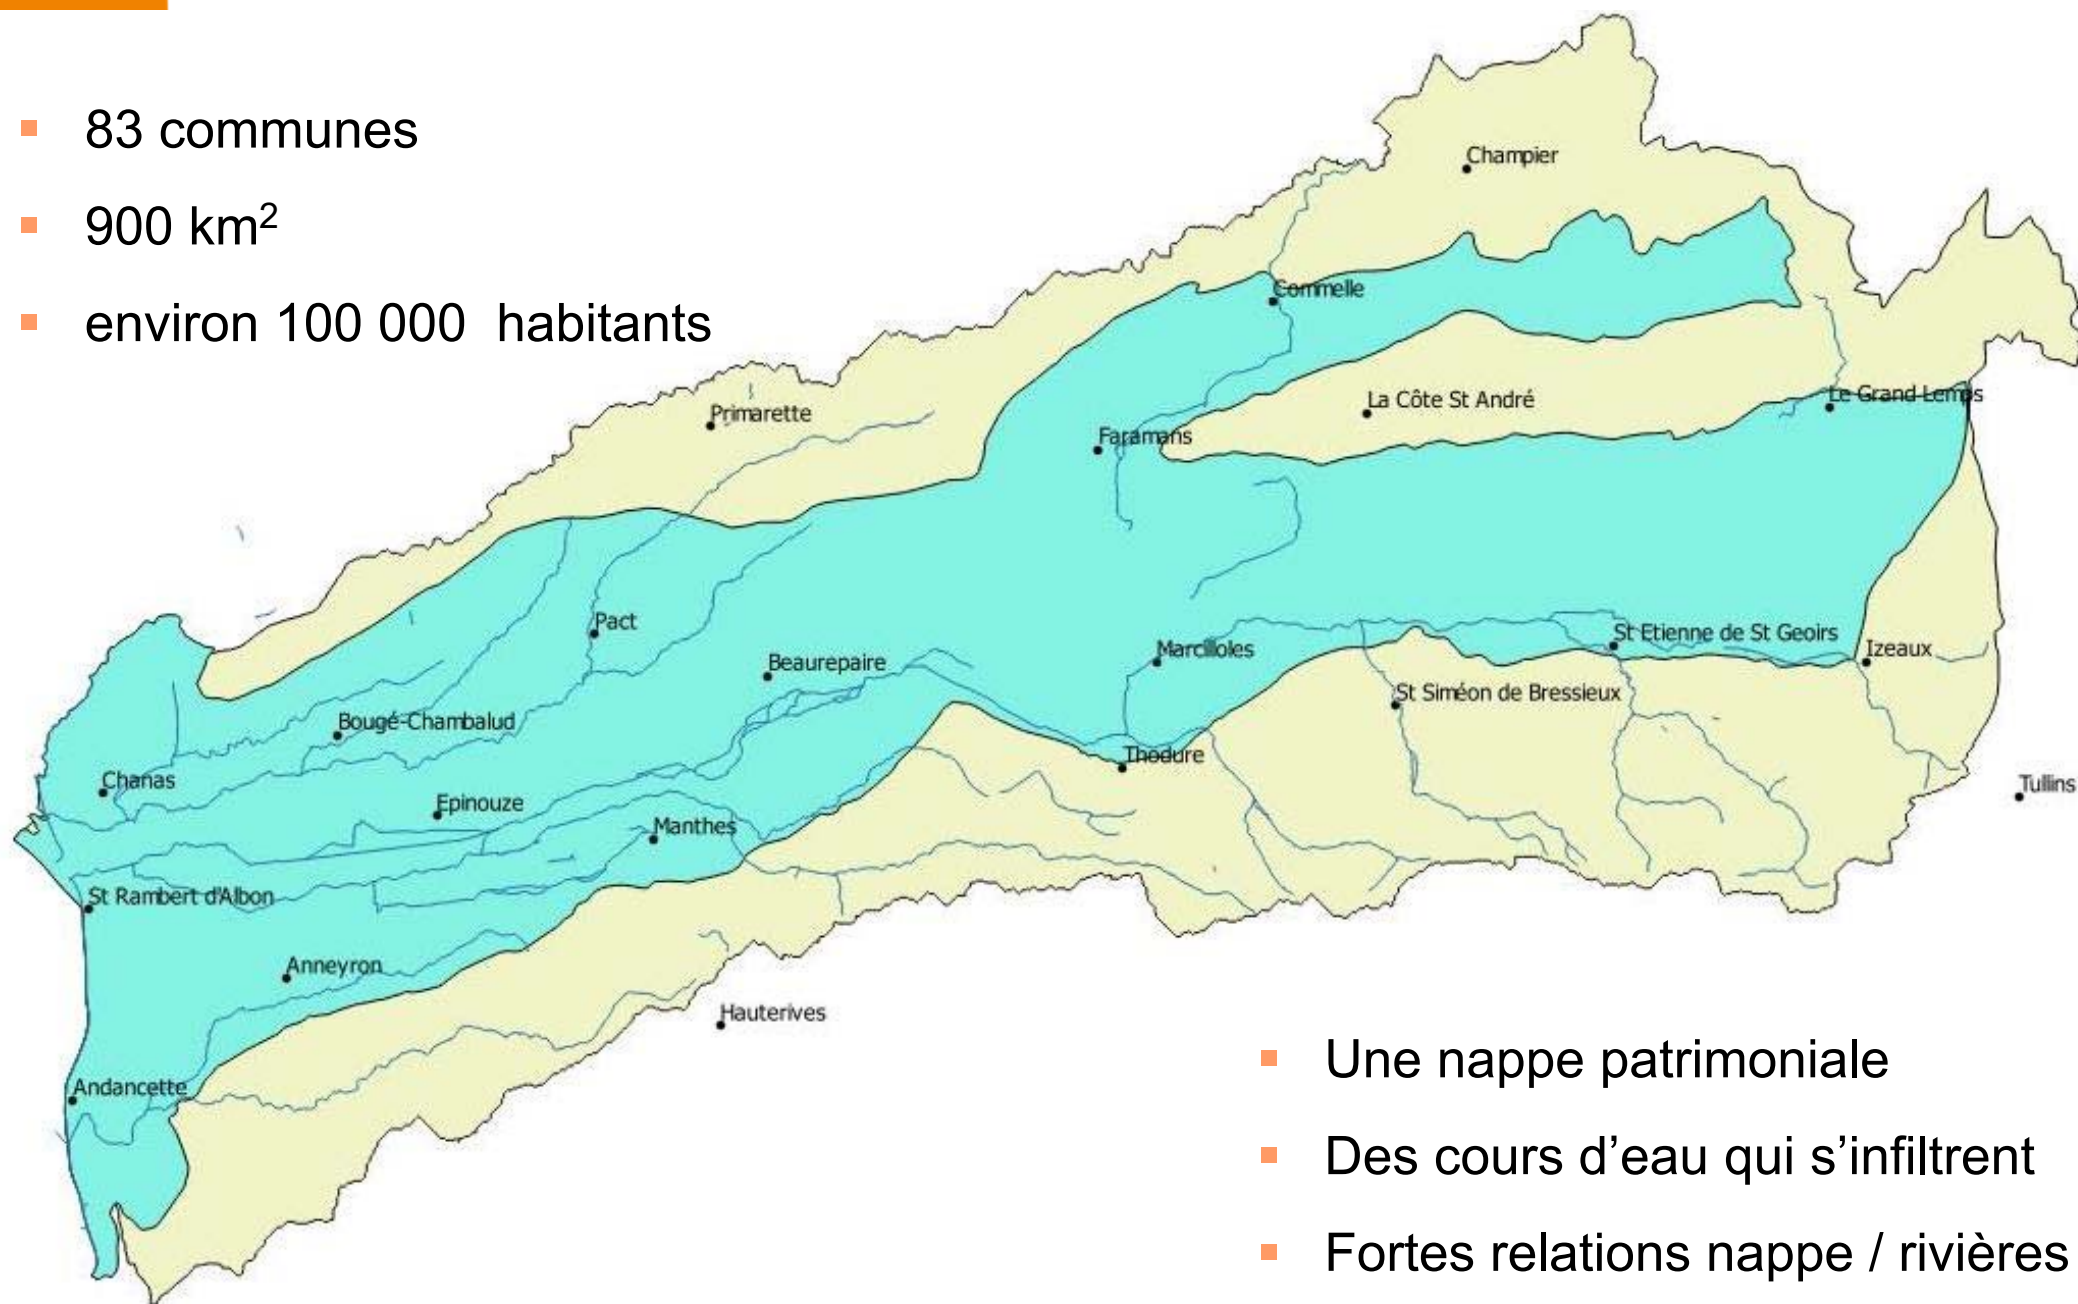 83 communes
900 km²
environ 100 000 habitants
Champier
Commelle
La Côte St André
Le Grand Lemps
Primarette
Faramans
Pact
Beaurepaire
Marcilloles
St Etienne de St Geoirs
Izeaux
St Siméon de Bressieux
Bougé-Chambalud
Thodure
Chanas
Epinouze
Tullins
Manthes
St Rambert d'Albon
Anneyron
Hauterives
Andancette
Une nappe patrimoniale
Des cours d’eau qui s’infiltrent
Fortes relations nappe / rivières